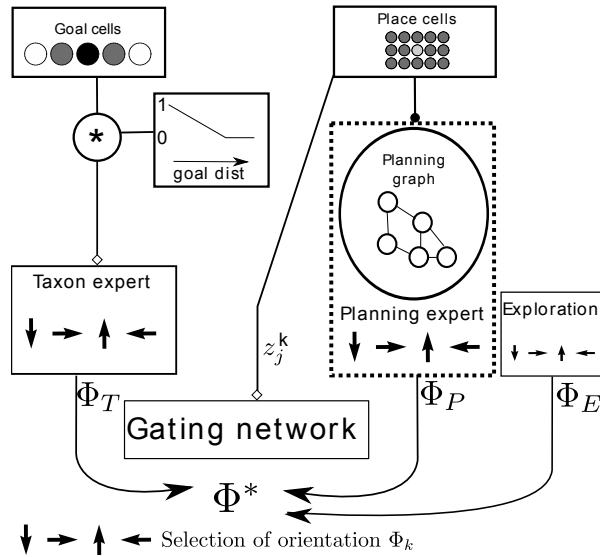 Goal cells
Place cells
*
1
0
goal dist
Planning
graph
Taxon expert
Planning expert
Exploration
z_j^k
Φ_T
Φ_P
Φ_E
Gating network
Φ*
Selection of orientation Φ_k